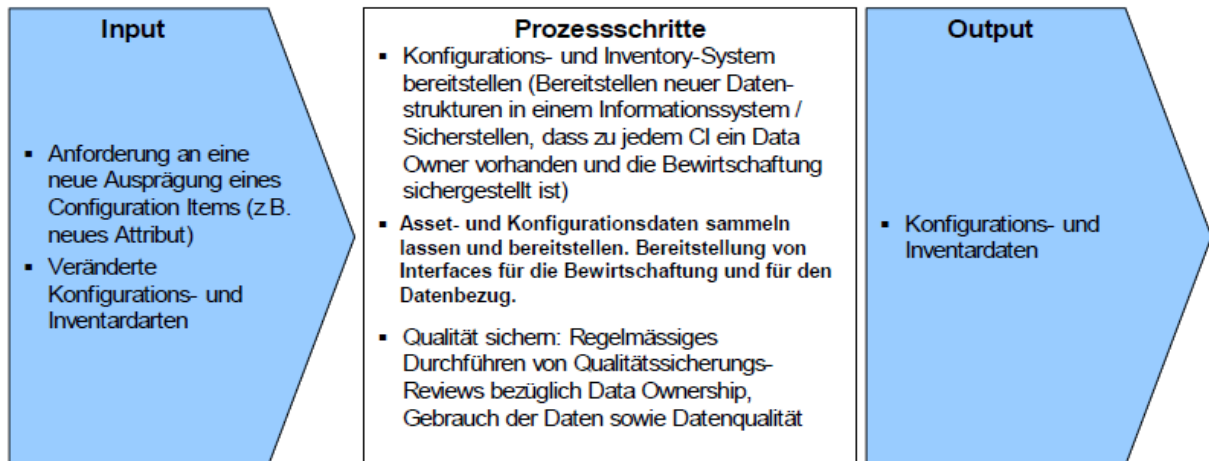 Input
▪ Anforderung an eine
neue Ausprägung eines
Configuration Items (z.B.
neues Attribut)
▪ Veränderte
Konfigurations- und
Inventardarten
Prozessschritte
▪ Konfigurations- und Inventory-System
bereitstellen (Bereitstellen neuer Daten-
strukturen in einem Informationssystem /
Sicherstellen, dass zu jedem CI ein Data
Owner vorhanden und die Bewirtschaftung
sichergestellt ist)
▪ Asset- und Konfigurationsdaten sammeln
lassen und bereitstellen. Bereitstellung von
Interfaces für die Bewirtschaftung und für den
Datenbezug.
▪ Qualität sichern: Regelmässiges
Durchführen von Qualitätssicherungs-
Reviews bezüglich Data Ownership,
Gebrauch der Daten sowie Datenqualität
Output
▪ Konfigurations- und
Inventardaten